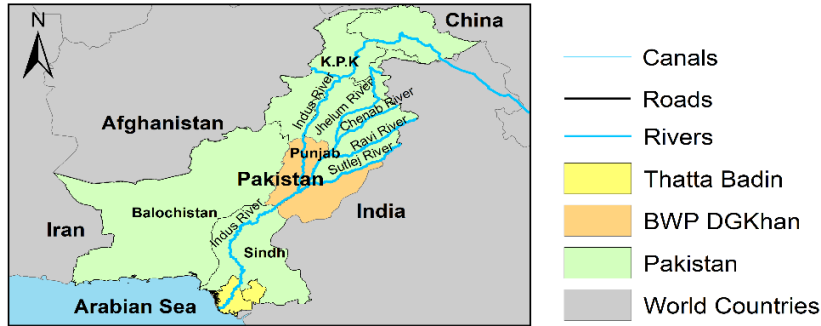 N
China
K.P.K
Indus River
Jhelum River
Chenab River
Ravi River
Sutlej River
Afghanistan
Punjab
Pakistan
India
Balochistan
Iran
Indus River
Sindh
Arabian Sea
Canals
Roads
Rivers
Thatta Badin
BWP DGKhan
Pakistan
World Countries